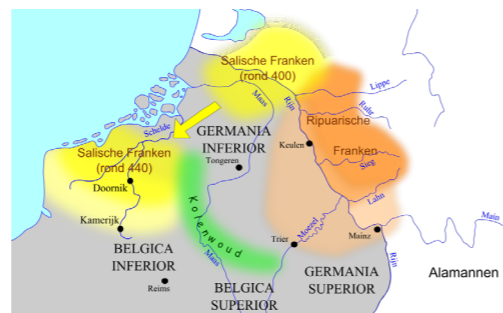 Salische Franken
(rond 400)
Lippe
Maas
Rijn
Ruhr
Schelde
Ripuarische
GERMANIA
INFERIOR
Keulen
Franken
Salische Franken
(rond 440)
Tongeren
Sieg
Doornik
Lahn
Kolenwoud
Kamerijk
Moezel
Main
Trier
Mainz
BELGICA
INFERIOR
Maas
Rijn
Alamannen
GERMANIA
SUPERIOR
Reims
BELGICA
SUPERIOR